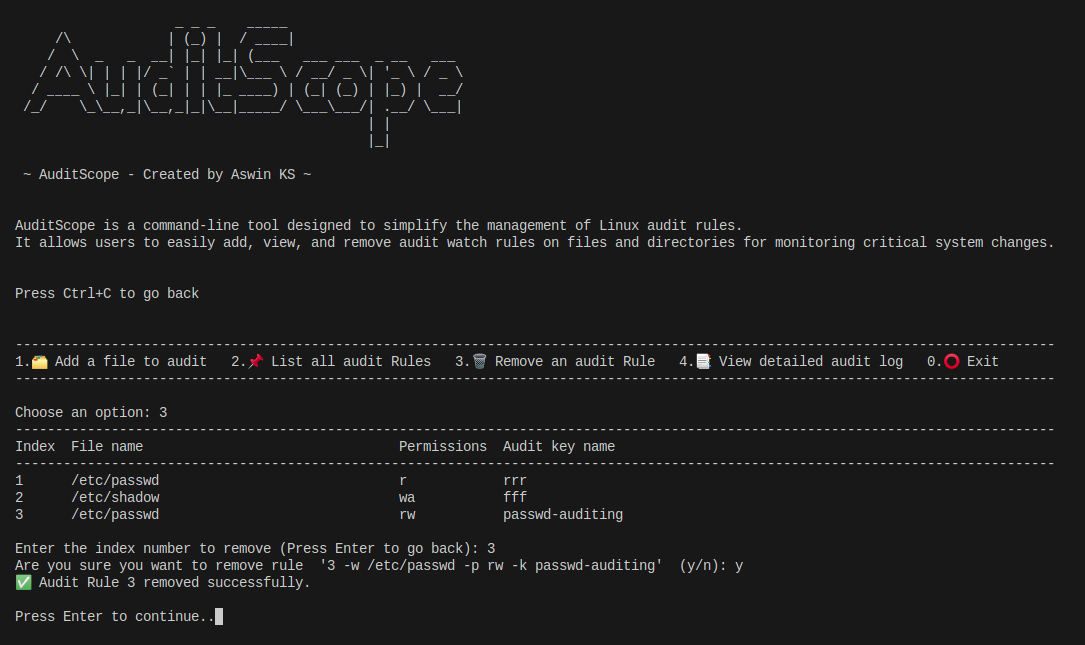 AuditScope
~ AuditScope - Created by Aswin KS ~
AuditScope is a command-line tool designed to simplify the management of Linux audit rules.
It allows users to easily add, view, and remove audit watch rules on files and directories for monitoring critical system changes.
Press Ctrl+C to go back
1.🗂️ Add a file to audit   2.📌 List all audit Rules   3.🗑️ Remove an audit Rule   4.📑 View detailed audit log   0.⭕ Exit
Choose an option: 3
Index  File name                                Permissions  Audit key name
1      /etc/passwd                              r            rrr
2      /etc/shadow                              wa           fff
3      /etc/passwd                              rw           passwd-auditing
Enter the index number to remove (Press Enter to go back): 3
Are you sure you want to remove rule  '3 -w /etc/passwd -p rw -k passwd-auditing'  (y/n): y
✅ Audit Rule 3 removed successfully.
Press Enter to continue..